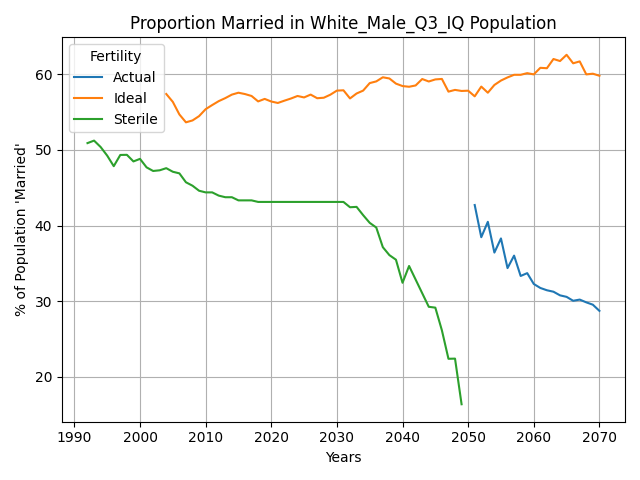 Proportion Married in White_Male_Q3_IQ Population
Fertility
Actual
Ideal
Sterile
% of Population 'Married'
60
50
40
30
20
1990 2000 2010 2020 2030 2040 2050 2060 2070
Years